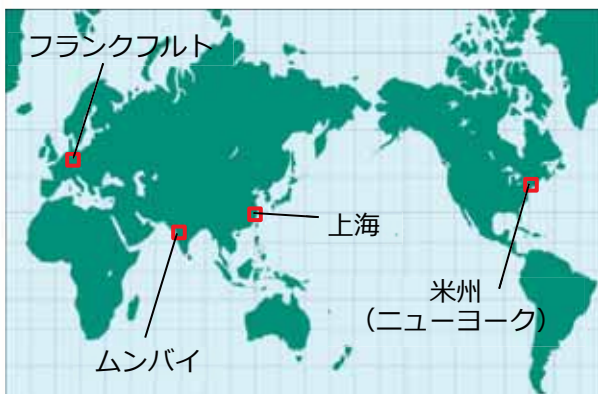 フランクフルト
上海
米州
（ニューヨーク）
ムンバイ